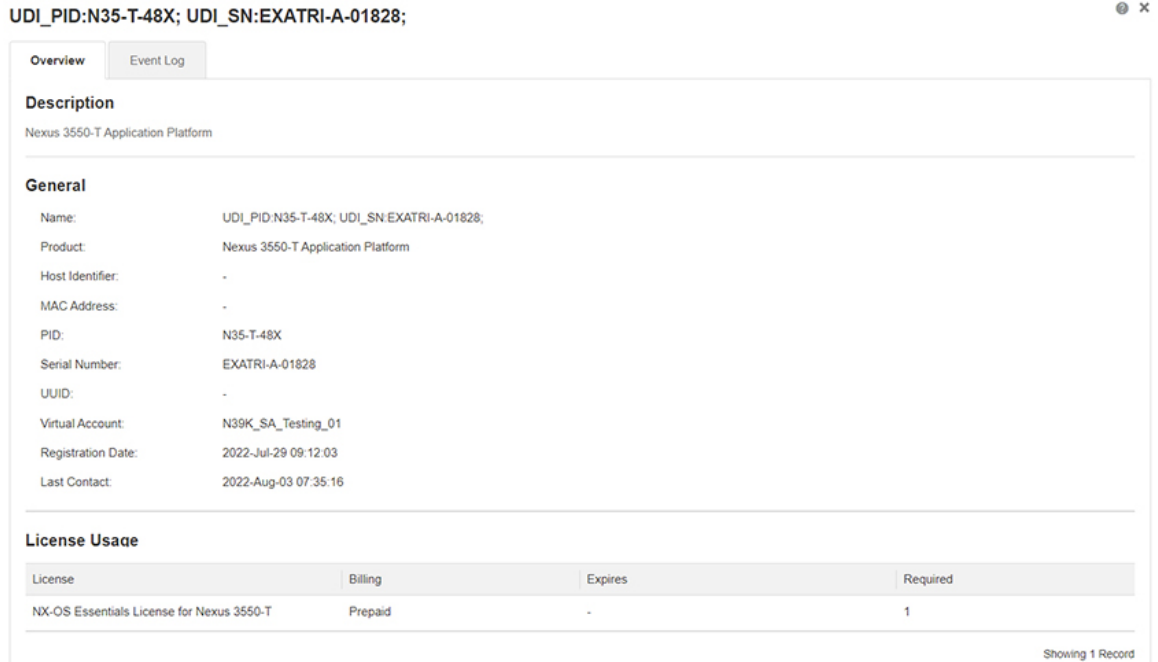 UDI_PID:N35-T-48X; UDI_SN:EXATRI-A-01828;
Overview Event Log
Description
Nexus 3550-T Application Platform
General
Name: UDI_PID:N35-T-48X; UDI_SN:EXATRI-A-01828;
Product: Nexus 3550-T Application Platform
Host Identifier: -
MAC Address: -
PID: N35-T-48X
Serial Number: EXATRI-A-01828
UUID: -
Virtual Account: N39K_SA_Testing_01
Registration Date: 2022-Jul-29 09:12:03
Last Contact: 2022-Aug-03 07:35:16
License Usage
License Billing Expires Required
NX-OS Essentials License for Nexus 3550-T Prepaid - 1
Showing 1 Record